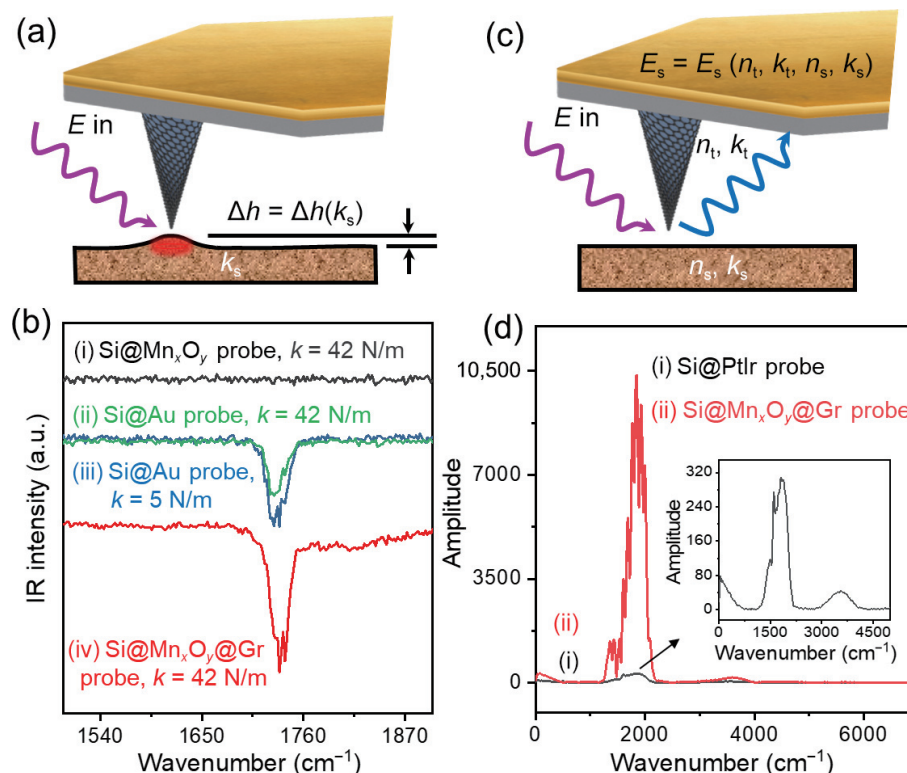 (a)
E in
Δh = Δh(kₛ)
kₛ
(c)
Eₛ = Eₛ (nₜ, kₜ, nₛ, kₛ)
E in
nₜ, kₜ
nₛ, kₛ
(b)
(i) Si@MnₓOᵧ probe, k = 42 N/m
(ii) Si@Au probe, k = 42 N/m
(iii) Si@Au probe,
k = 5 N/m
(iv) Si@MnₓOᵧ@Gr
probe, k = 42 N/m
IR intensity (a.u.)
1540 1650 1760 1870
Wavenumber (cm⁻¹)
(d)
(i) Si@PtIr probe
(ii) Si@MnₓOᵧ@Gr probe
Amplitude
10,500
7000
3500
0
(ii)
(i)
0 2000 4000 6000
Wavenumber (cm⁻¹)
Amplitude
320
240
160
80
0
0 1500 3000 4500
Wavenumber (cm⁻¹)